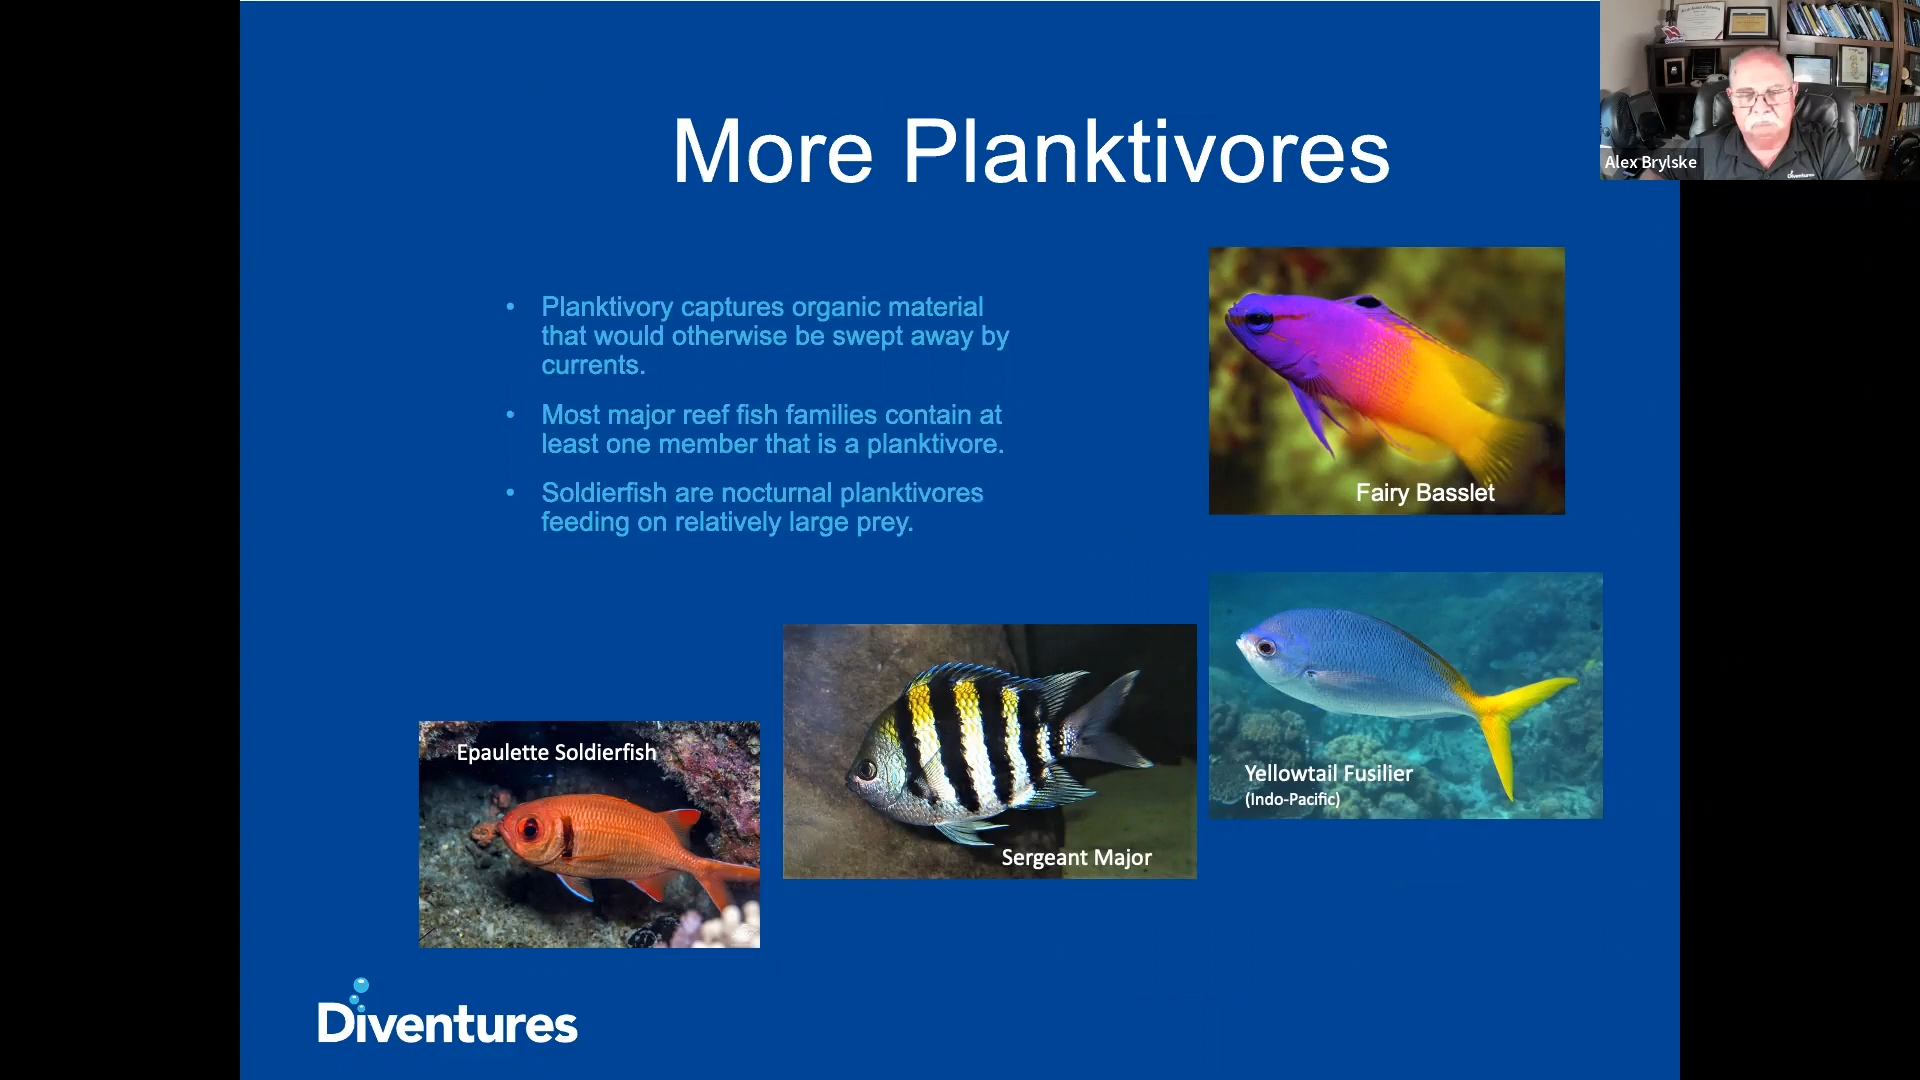 More Planktivores
Alex Brylske
Diventures
• Planktivory captures organic material
that would otherwise be swept away by
currents.
• Most major reef fish families contain at
least one member that is a planktivore.
• Soldierfish are nocturnal planktivores
feeding on relatively large prey.
Fairy Basslet
Epaulette Soldierfish
Sergeant Major
Yellowtail Fusilier
(Indo-Pacific)
Diventures